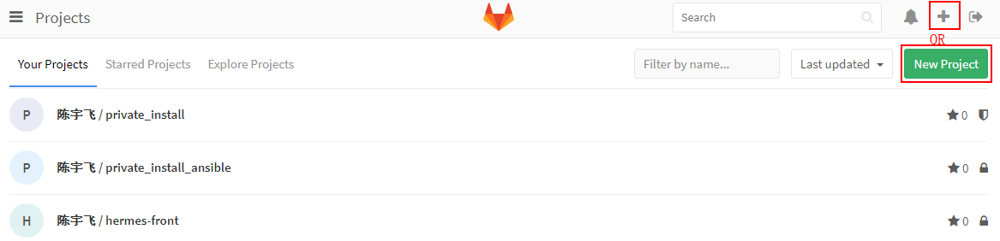 Projects
Search
OR
Your Projects
Starred Projects
Explore Projects
Filter by name...
Last updated
New Project
P
陈宇飞 / private_install
0
P
陈宇飞 / private_install_ansible
0
H
陈宇飞 / hermes-front
0